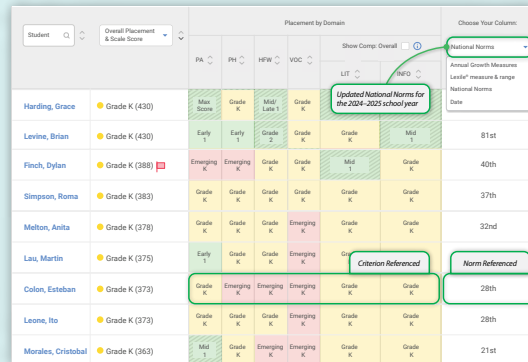 Placement by Domain
Choose Your Column:
Student
Overall Placement
& Scale Score
Show Comp: Overall
National Norms
PA
PH
HFW
VOC
LIT
INFO
Annual Growth Measures
Lexile® measure & range
National Norms
Date
Updated National Norms for
the 2024–2025 school year
Harding, Grace Grade K (430) Max Score Grade K Mid/ Late 1 Grade K
Levine, Brian Grade K (430) Early 1 Early 1 Grade 2 Grade K Grade K Mid 1 81st
Finch, Dylan Grade K (388) Emerging K Emerging K Grade K Grade K Mid 1 Grade K 40th
Simpson, Roma Grade K (383) Grade K Grade K Grade K Grade K Grade K Grade K 37th
Melton, Anita Grade K (378) Grade K Grade K Grade K Emerging K Grade K Grade K 32nd
Lau, Martin Grade K (375) Early 1 Grade K Grade K Emerging K
Criterion Referenced
Norm Referenced
Colon, Esteban Grade K (373) Grade K Emerging K Emerging K Emerging K Grade K Grade K 28th
Leone, Ito Grade K (373) Grade K Grade K Grade K Emerging K Grade K Grade K 28th
Morales, Cristobal Grade K (363) Mid 1 Grade K Emerging K Emerging K Grade K Grade K 21st